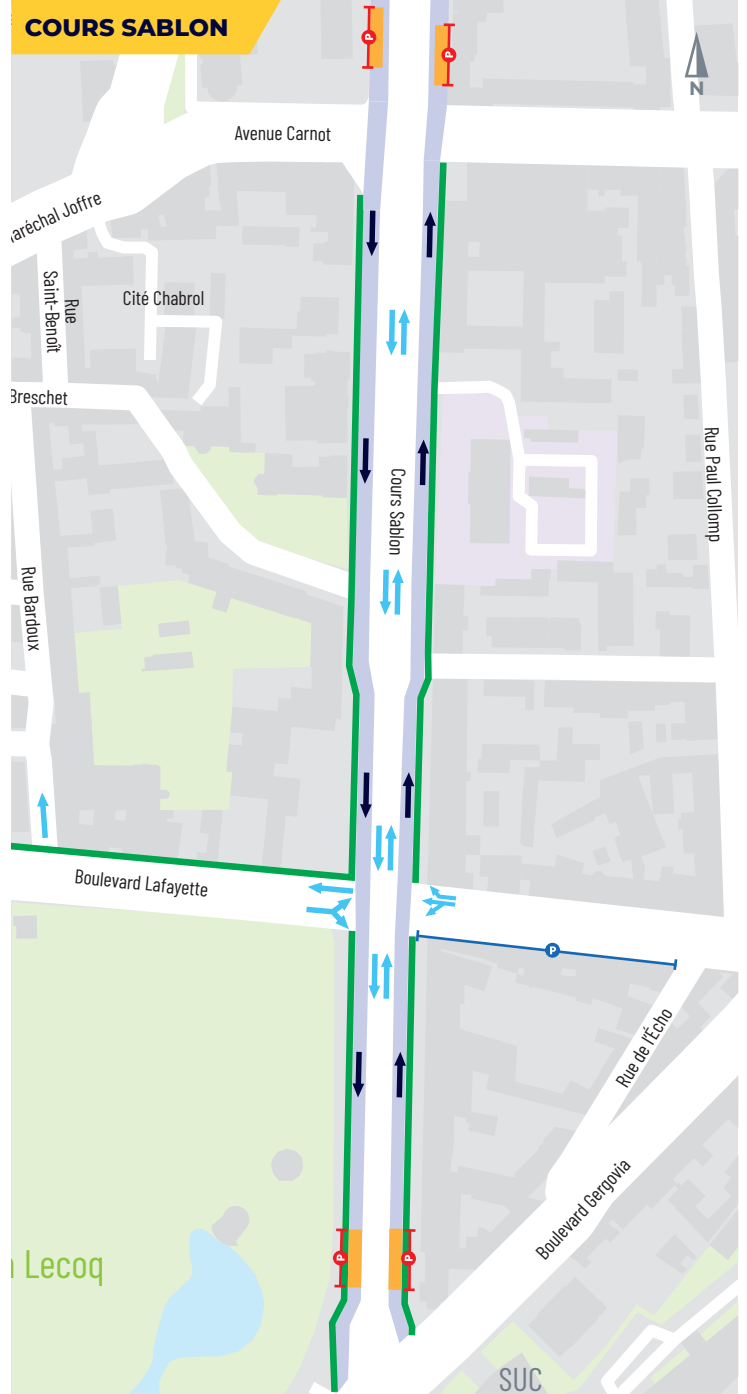 COURS SABLON
P
P
N
Avenue Carnot
aréchal Joffre
Rue
Saint-Benoît
Cité Chabrol
Breschet
Cours Sablon
Rue Paul Collomp
Rue Bardoux
Boulevard Lafayette
P
Rue de l'Écho
Boulevard Gergovia
P
P
Lecoq
SUC